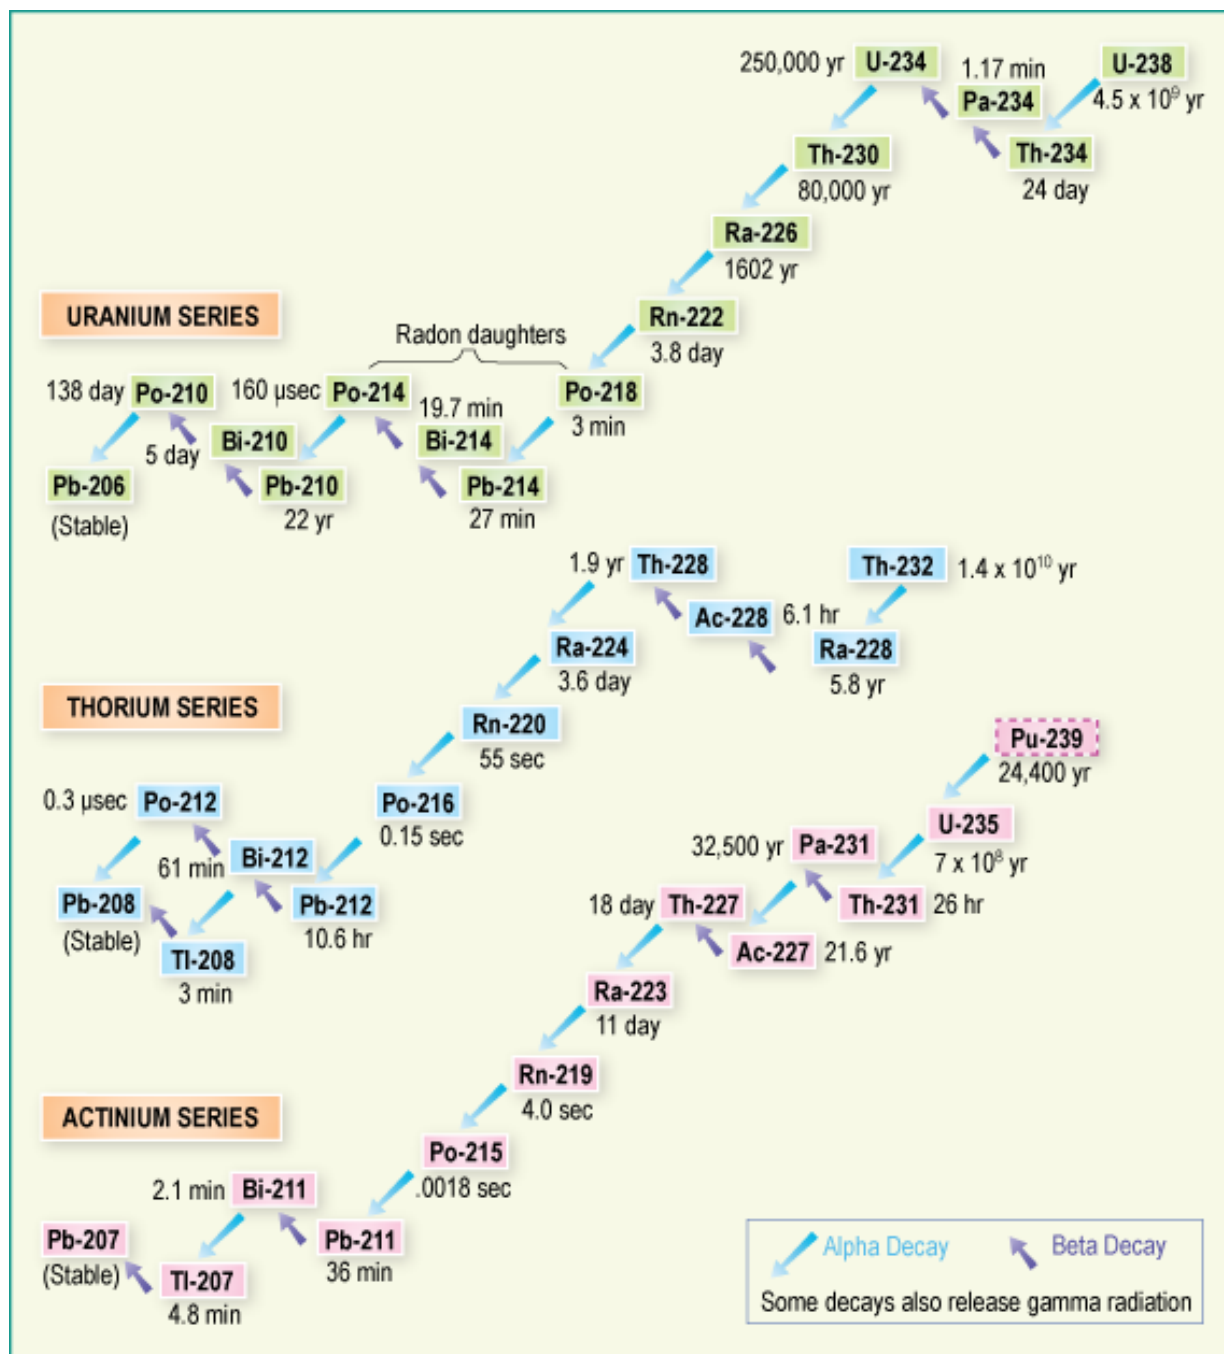 250,000 yr U-234 1.17 min U-238
Pa-234 4.5 x 10⁹ yr
Th-230 Th-234
80,000 yr 24 day
Ra-226
1602 yr
URANIUM SERIES Rn-222
Radon daughters 3.8 day
138 day Po-210 160 µsec Po-214 Po-218
19.7 min 3 min
5 day Bi-210 Bi-214
Pb-206 Pb-210 Pb-214
(Stable) 22 yr 27 min
1.9 yr Th-228 Th-232 1.4 x 10¹⁰ yr
Ac-228 6.1 hr
Ra-224 Ra-228
3.6 day 5.8 yr
THORIUM SERIES
Rn-220 Pu-239
55 sec 24,400 yr
0.3 µsec Po-212 Po-216
0.15 sec U-235
61 min Bi-212 32,500 yr Pa-231 7 x 10⁸ yr
Pb-208 Pb-212 18 day Th-227 Th-231 26 hr
(Stable) 10.6 hr
Tl-208 Ac-227 21.6 yr
3 min Ra-223
11 day
Rn-219
ACTINIUM SERIES 4.0 sec
Po-215
2.1 min Bi-211 .0018 sec
Pb-207 Pb-211 Alpha Decay Beta Decay
(Stable) Tl-207 36 min
4.8 min Some decays also release gamma radiation